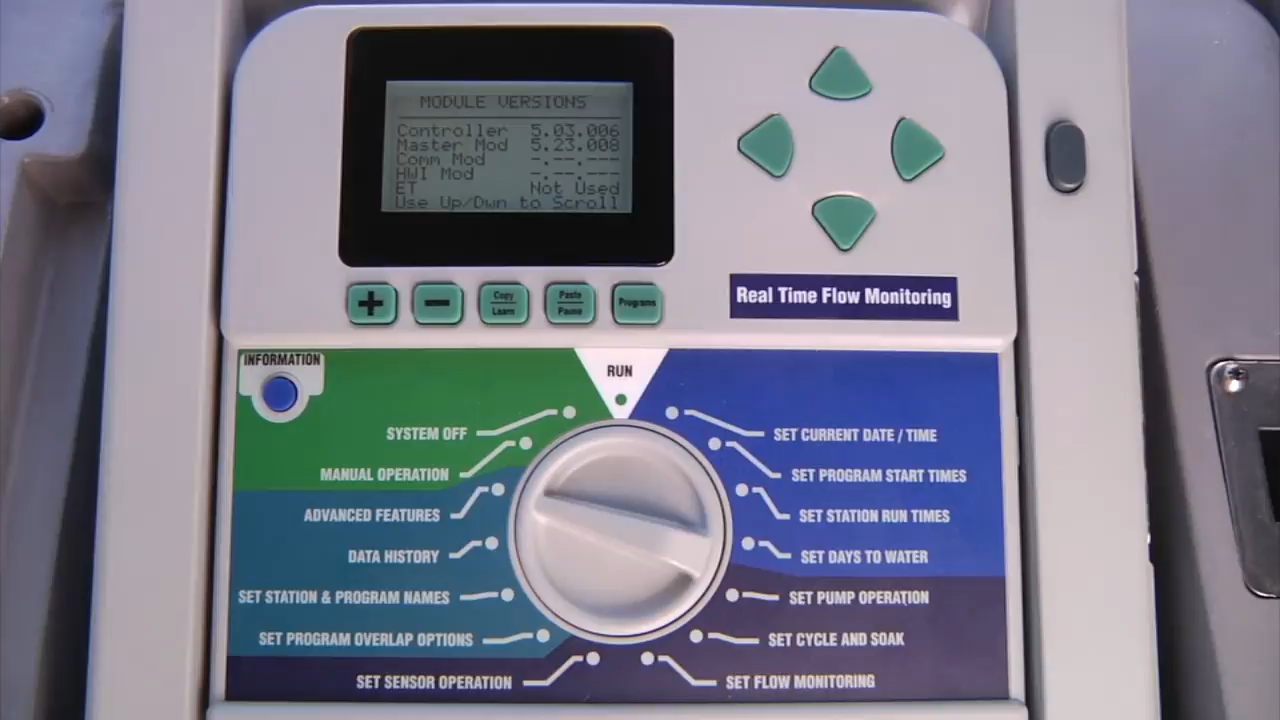 MODULE VERSIONS
Controller 5.03.006
Master Mod 5.23.008
Comm Mod -.--.---
HWI Mod -.--.---
ET Not Used
Use Up/Dwn to Scroll
+
-
Copy
Learn
Paste
Pause
Programs
Real Time Flow Monitoring
INFORMATION
RUN
SYSTEM OFF
MANUAL OPERATION
ADVANCED FEATURES
DATA HISTORY
SET STATION & PROGRAM NAMES
SET PROGRAM OVERLAP OPTIONS
SET SENSOR OPERATION
SET CURRENT DATE / TIME
SET PROGRAM START TIMES
SET STATION RUN TIMES
SET DAYS TO WATER
SET PUMP OPERATION
SET CYCLE AND SOAK
SET FLOW MONITORING